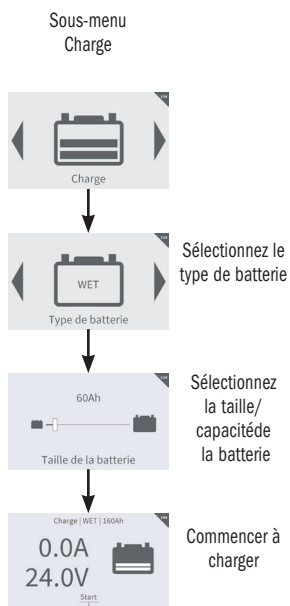 Sous-menu
Charge
Charge
WET
Type de batterie
Sélectionnez le
type de batterie
60Ah
Taille de la batterie
Sélectionnez
la taille/
capacitéde
la batterie
Charge | WET | 160Ah
0.0A
24.0V
Start
Commencer à
charger